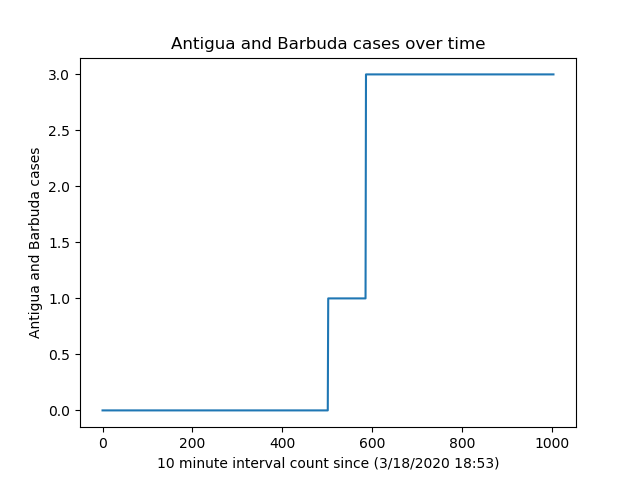 Antigua and Barbuda cases over time
Antigua and Barbuda cases
3.0
2.5
2.0
1.5
1.0
0.5
0.0
0 200 400 600 800 1000
10 minute interval count since (3/18/2020 18:53)